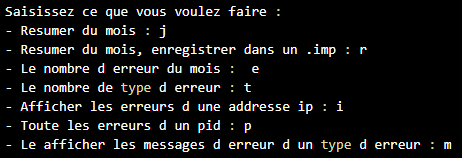 Saisissez ce que vous voulez faire :
- Resumer du mois : j
- Resumer du mois, enregistrer dans un .imp : r
- Le nombre d erreur du mois :  e
- Le nombre de type d erreur : t
- Afficher les erreurs d une addresse ip : i
- Toute les erreurs d un pid : p
- Le afficher les messages d erreur d un type d erreur : m